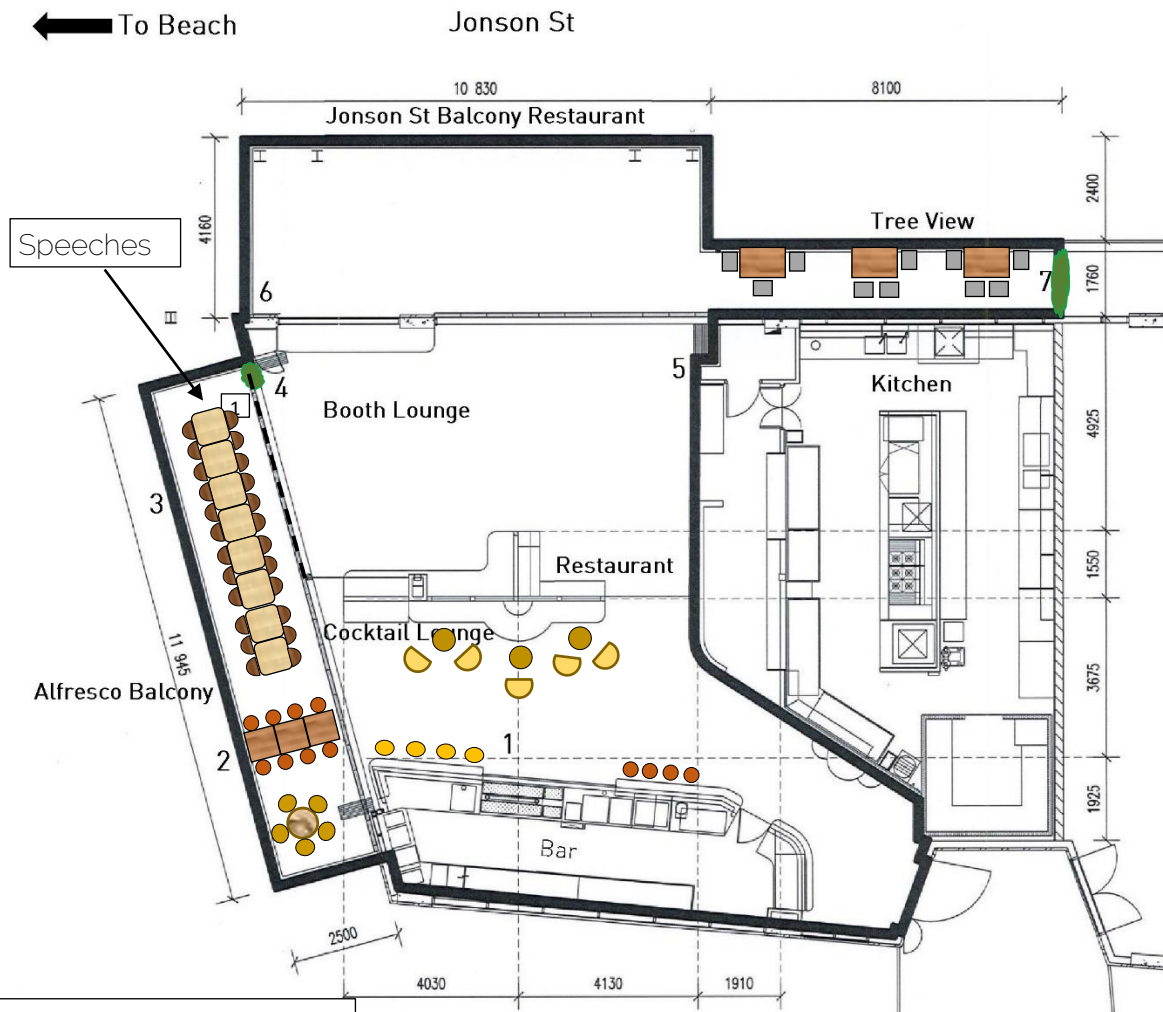 To Beach
Jonson St
10 830
8100
Jonson St Balcony Restaurant
4160
2400
Speeches
Tree View
6
7
1760
4
5
Kitchen
1
Booth Lounge
4925
3
Restaurant
1550
Cocktail Lounge
11 945
3675
Alfresco Balcony
2
1
1925
Bar
2500
4030
4130
1910